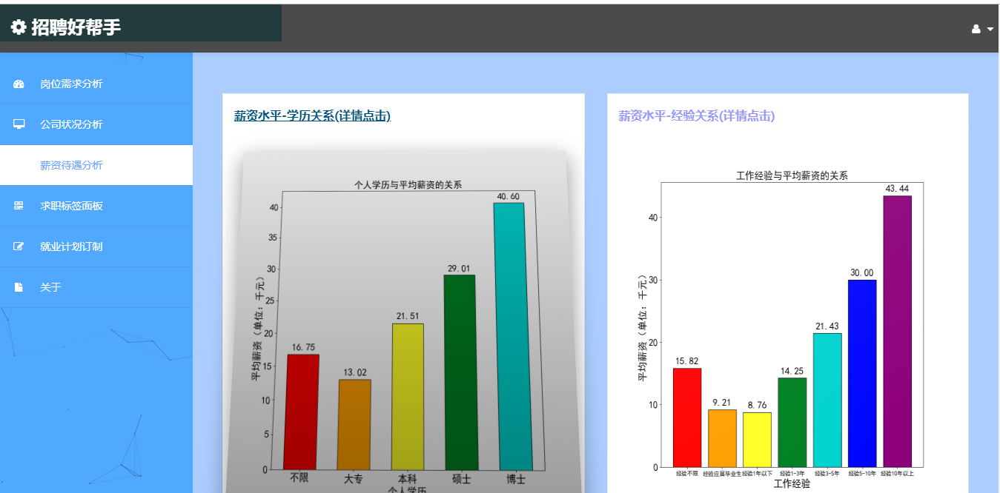 招聘好帮手
岗位需求分析
公司状况分析
薪资待遇分析
求职标签面板
就业计划订制
关于
薪资水平-学历关系(详情点击)
个人学历与平均薪资的关系
平均薪资（单位：千元）
40
35
30
25
20
15
10
5
0
16.75
13.02
21.51
29.01
40.60
不限
大专
本科
硕士
博士
个人学历
薪资水平-经验关系(详情点击)
工作经验与平均薪资的关系
平均薪资（单位：千元）
40
30
20
10
0
15.82
9.21
8.76
14.25
21.43
30.00
43.44
经验不限
经验应届毕业生
经验1年以下
经验1-3年
经验3-5年
经验5-10年
经验10年以上
工作经验